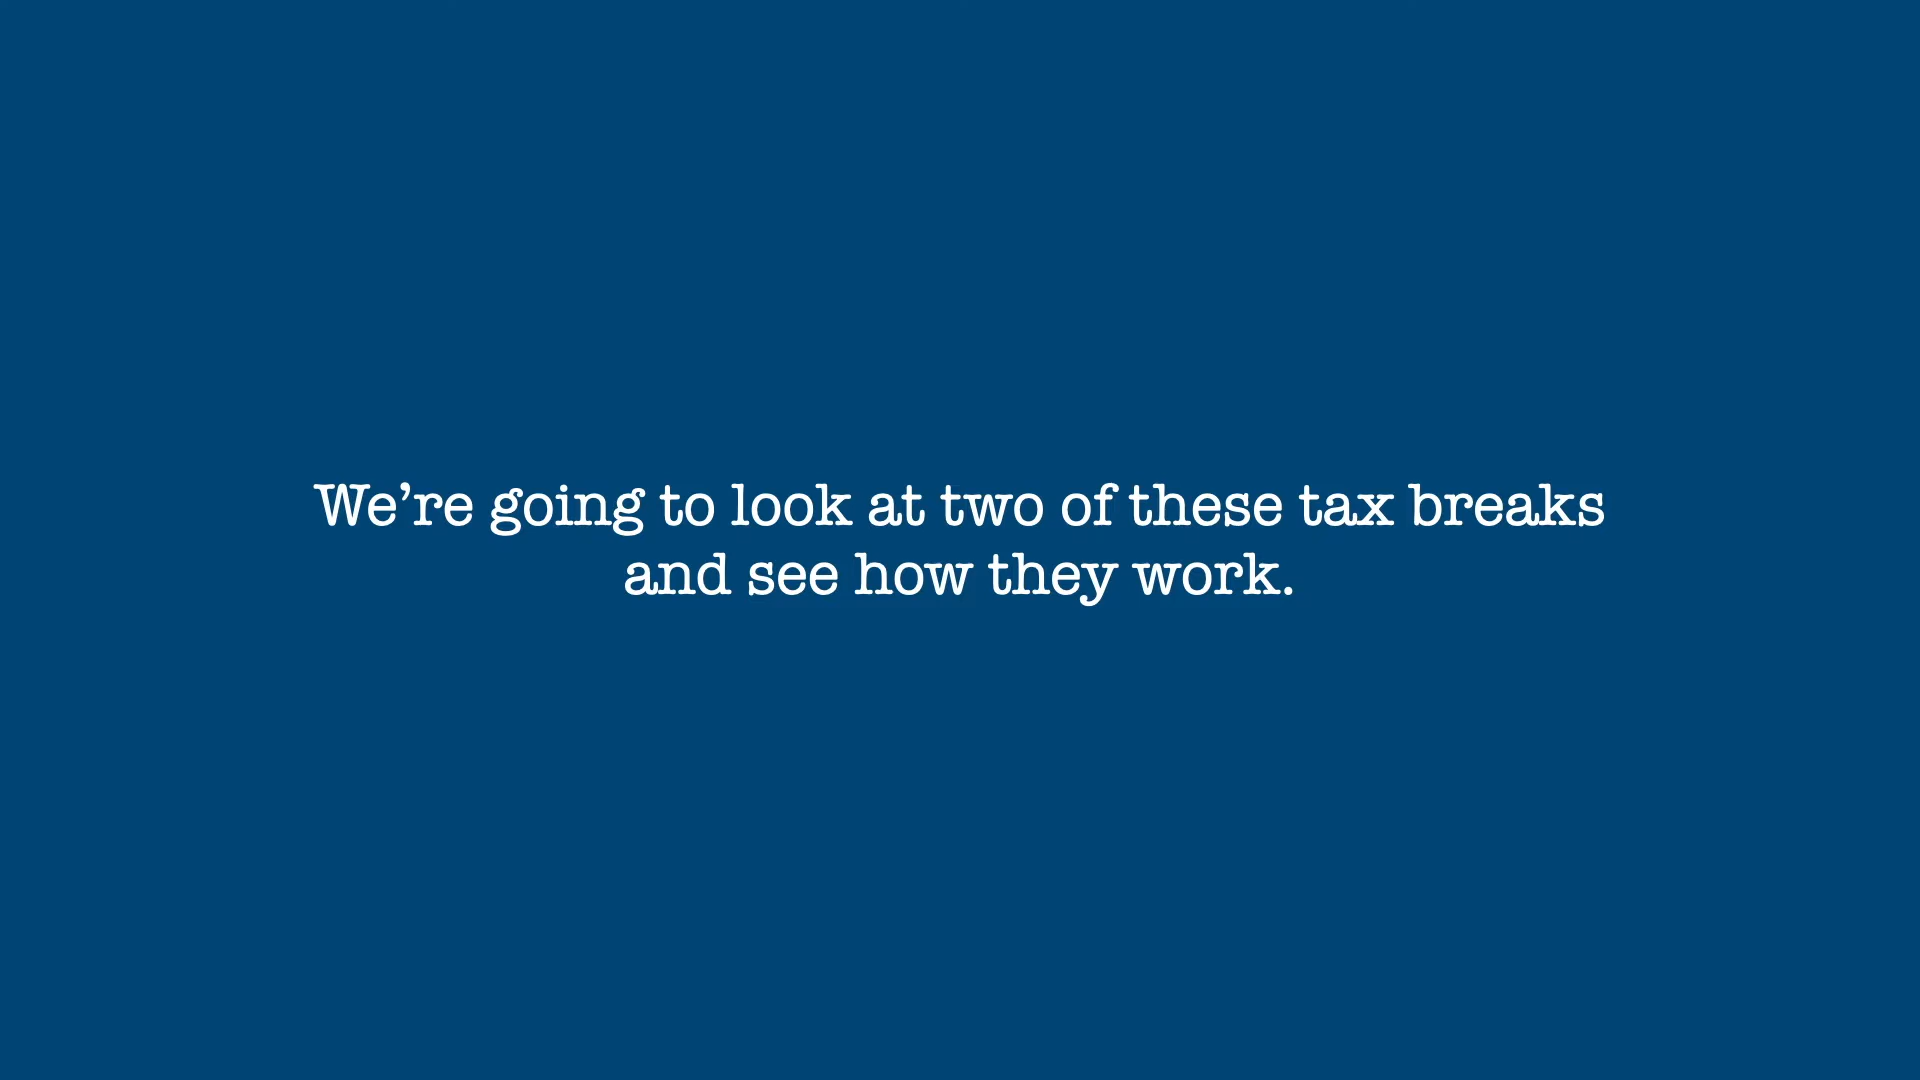 We’re going to look at two of these tax breaks
and see how they work.